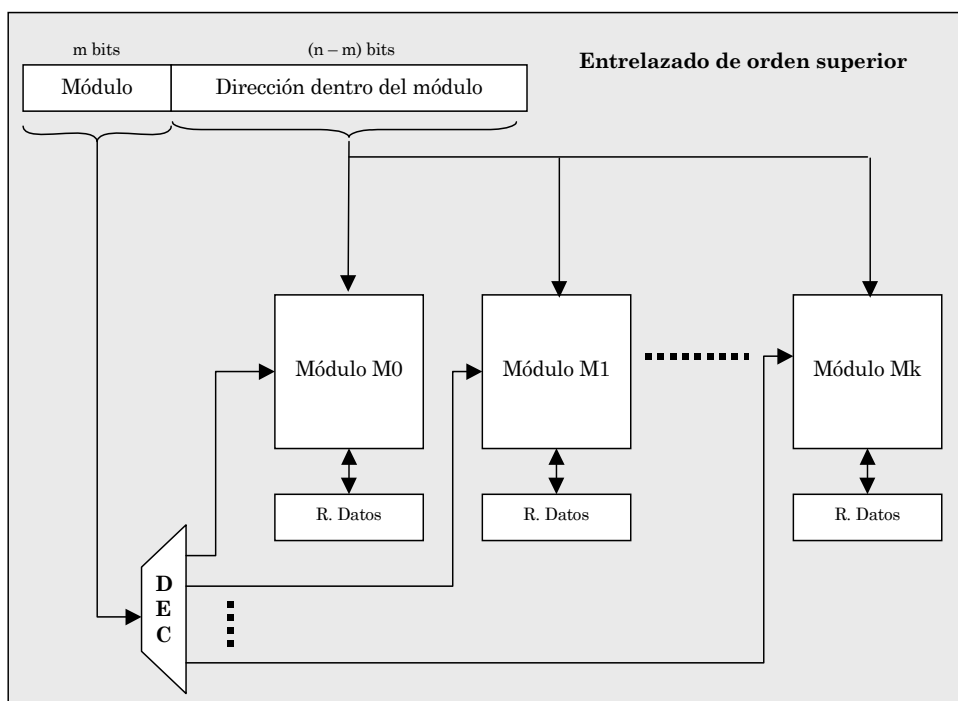 m bits
(n – m) bits
Entrelazado de orden superior
Módulo
Dirección dentro del módulo
Módulo M0
Módulo M1
Módulo Mk
R. Datos
R. Datos
R. Datos
D
E
C